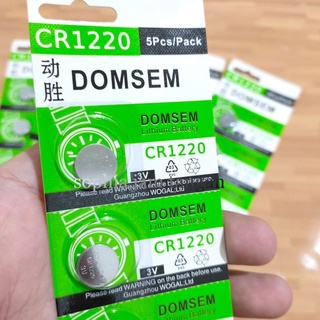 CR1220
5Pcs/Pack
动胜 DOMSEM
DOMSEM
Lithium Battery
CR1220
3V
Please read WARNING on the back before use.
Guangzhou WOGAL.Ltd
DOMSEM
Lithium Battery
CR1220
3V
Please read WARNING on the back before use.
Guangzhou WOGAL.Ltd